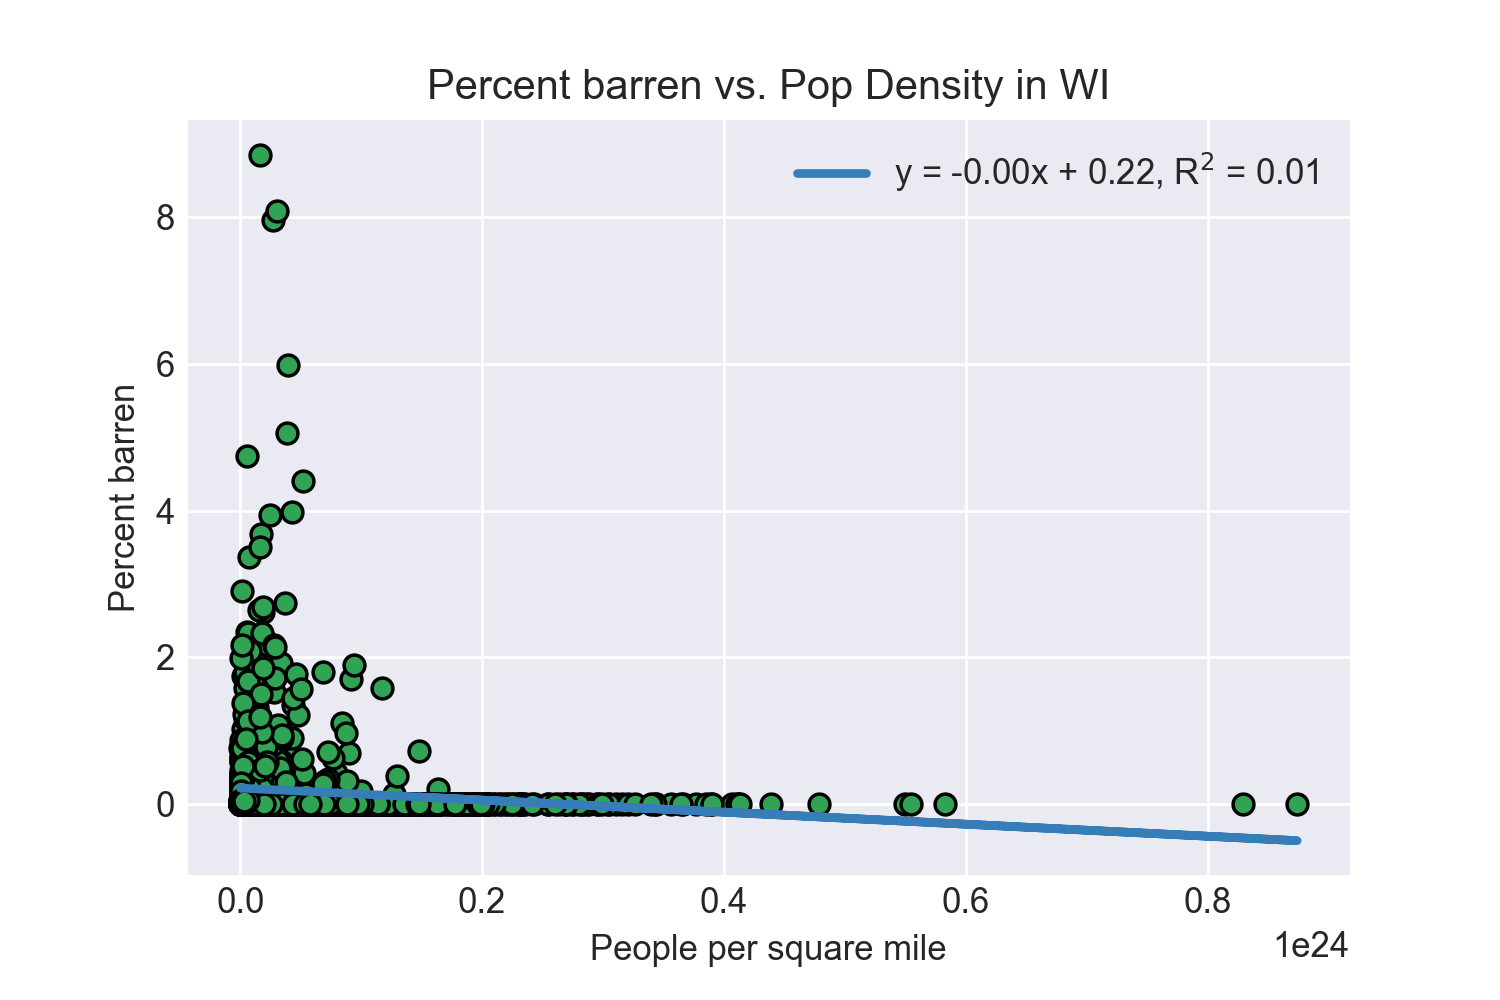 Percent barren vs. Pop Density in WI
y = -0.00x + 0.22, R² = 0.01
Percent barren
8
6
4
2
0
0.0 0.2 0.4 0.6 0.8
1e24
People per square mile